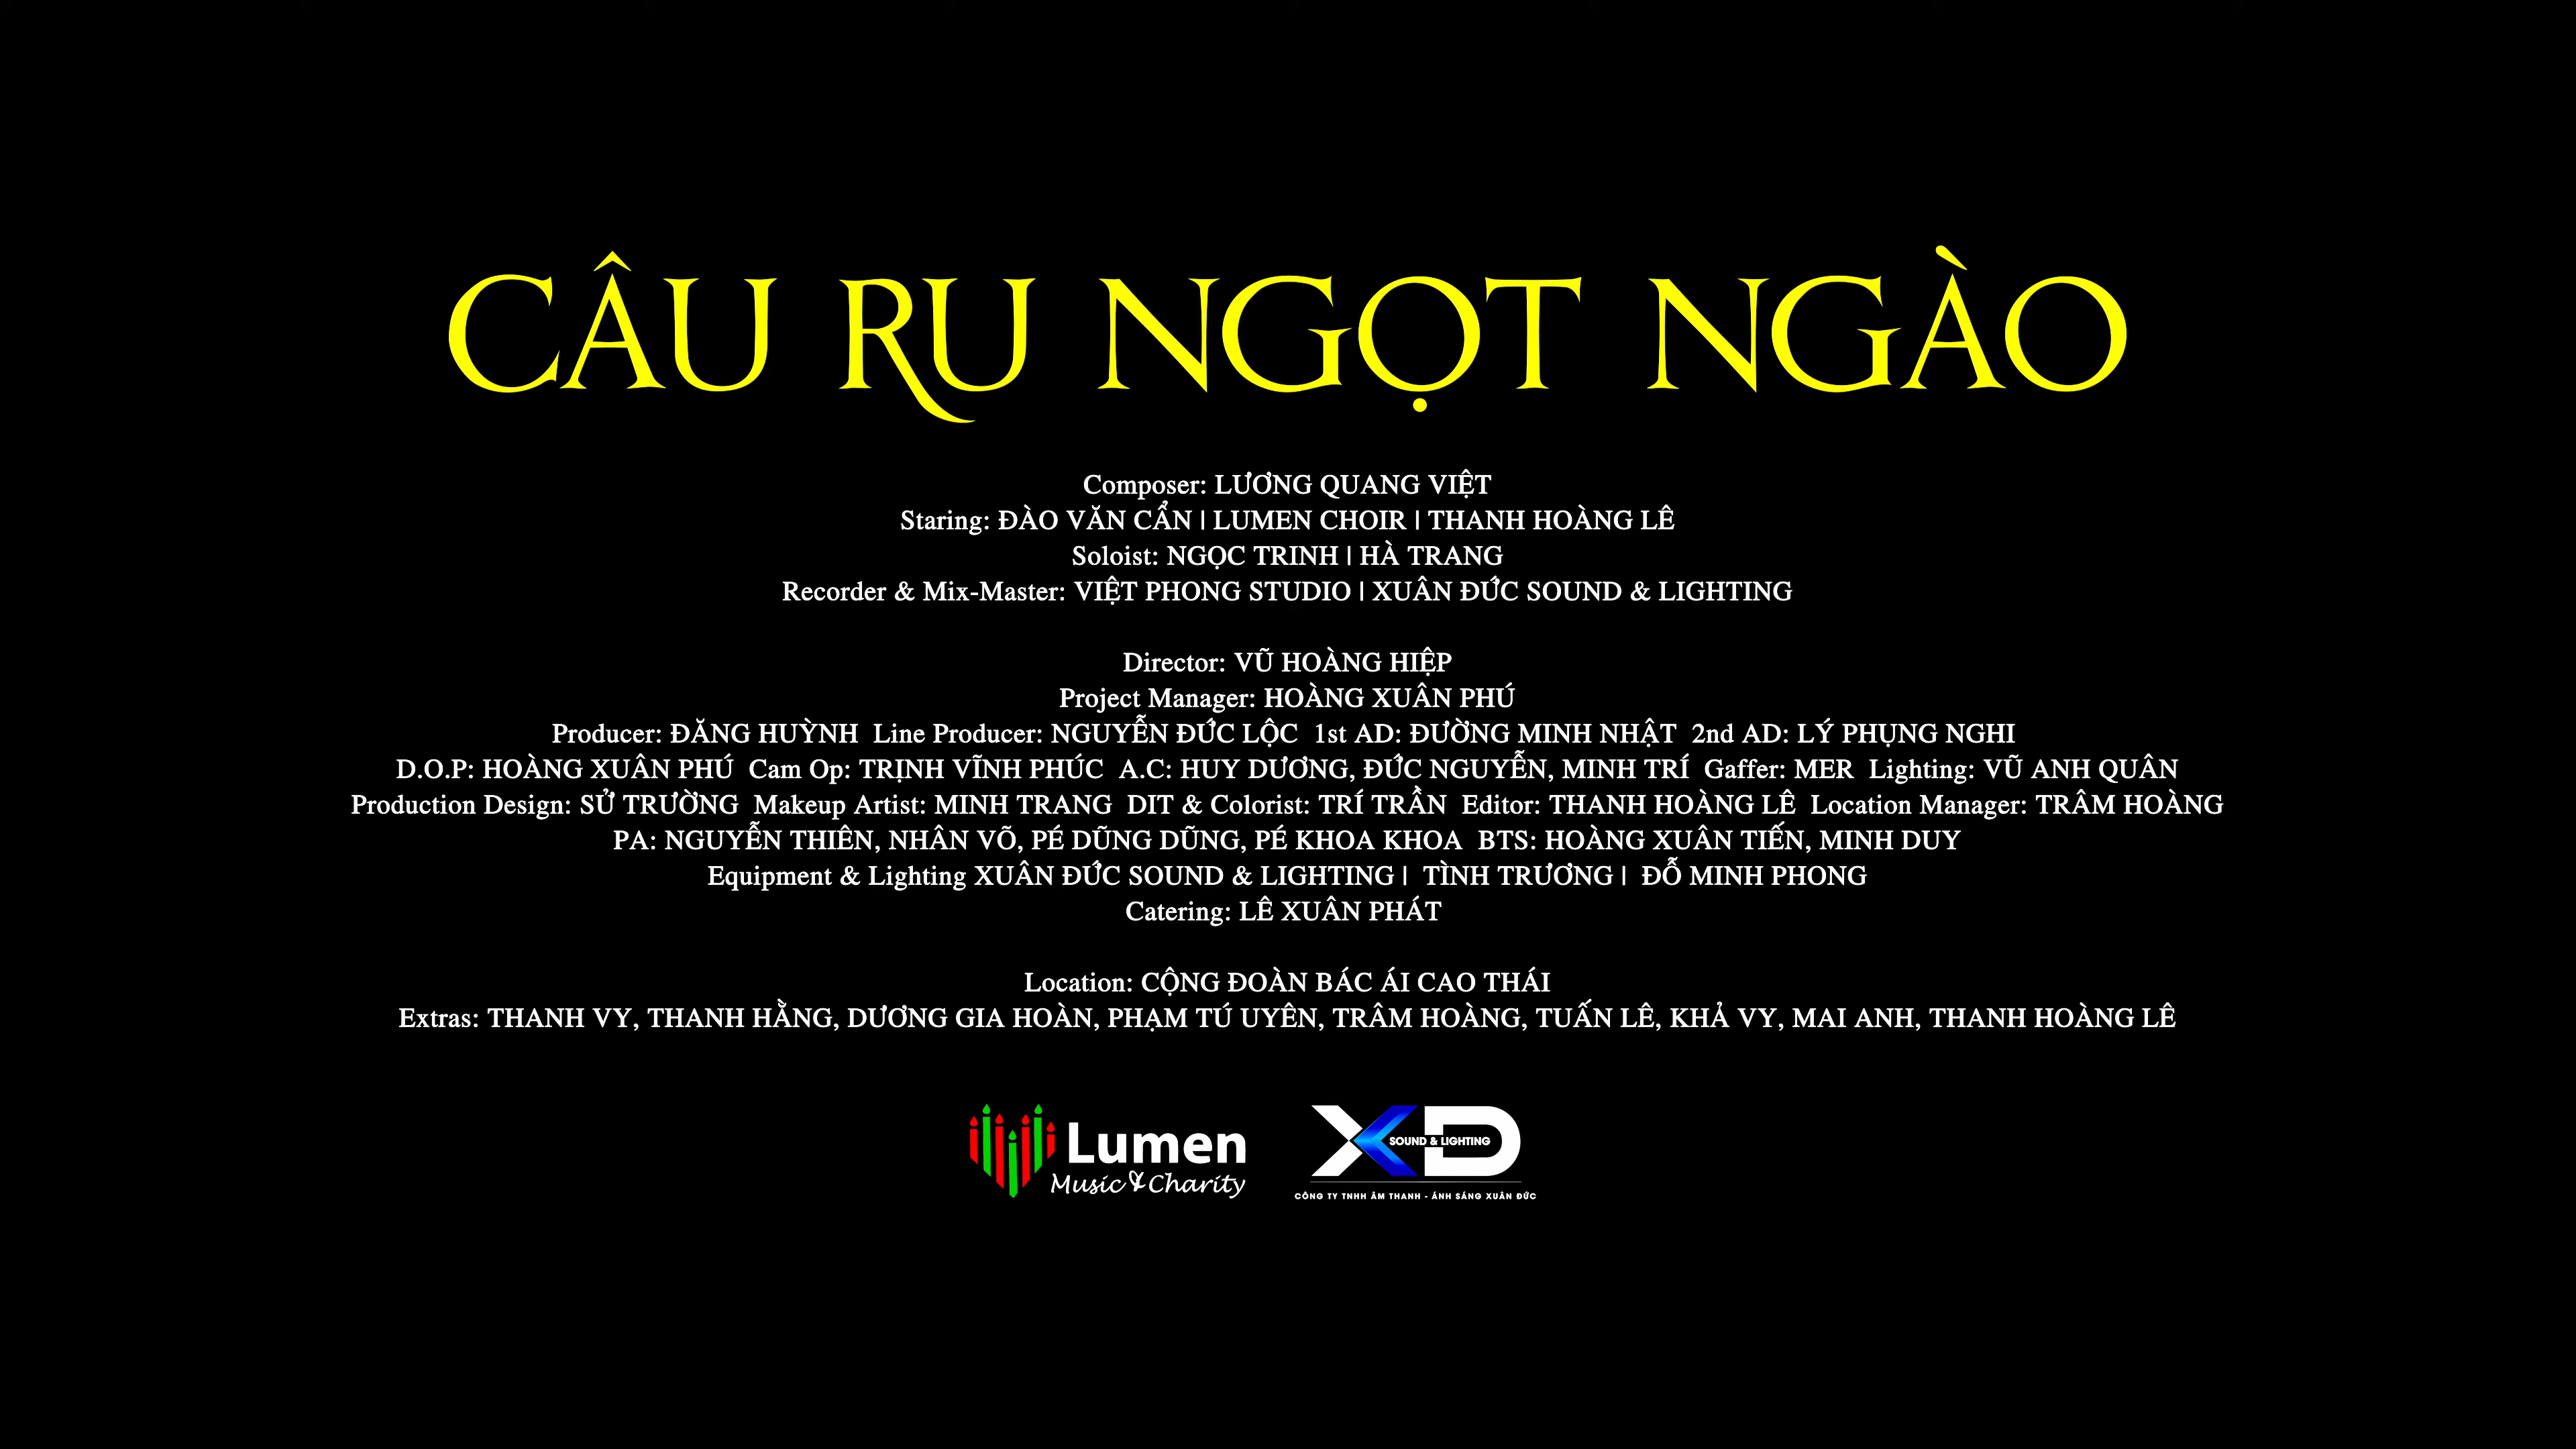 CÂU RU NGỌT NGÀO
Composer: LƯƠNG QUANG VIỆT
Staring: ĐÀO VĂN CẨN | LUMEN CHOIR | THANH HOÀNG LÊ
Soloist: NGỌC TRINH | HÀ TRANG
Recorder & Mix-Master: VIỆT PHONG STUDIO | XUÂN ĐỨC SOUND & LIGHTING
Director: VŨ HOÀNG HIỆP
Project Manager: HOÀNG XUÂN PHÚ
Producer: ĐĂNG HUỲNH Line Producer: NGUYỄN ĐỨC LỘC 1st AD: ĐƯỜNG MINH NHẬT 2nd AD: LÝ PHỤNG NGHI
D.O.P: HOÀNG XUÂN PHÚ Cam Op: TRỊNH VĨNH PHÚC A.C: HUY DƯƠNG, ĐỨC NGUYỄN, MINH TRÍ Gaffer: MER Lighting: VŨ ANH QUÂN
Production Design: SỬ TRƯỜNG Makeup Artist: MINH TRANG DIT & Colorist: TRÍ TRẦN Editor: THANH HOÀNG LÊ Location Manager: TRÂM HOÀNG
PA: NGUYỄN THIÊN, NHÂN VÕ, PÉ DŨNG DŨNG, PÉ KHOA KHOA BTS: HOÀNG XUÂN TIẾN, MINH DUY
Equipment & Lighting XUÂN ĐỨC SOUND & LIGHTING | TÌNH TRƯƠNG | ĐỖ MINH PHONG
Catering: LÊ XUÂN PHÁT
Location: CỘNG ĐOÀN BÁC ÁI CAO THÁI
Extras: THANH VY, THANH HẰNG, DƯƠNG GIA HOÀN, PHẠM TÚ UYÊN, TRÂM HOÀNG, TUẤN LÊ, KHẢ VY, MAI ANH, THANH HOÀNG LÊ
Lumen
Music & Charity
XD
SOUND & LIGHTING
CÔNG TY TNHH ÂM THANH - ÁNH SÁNG XUÂN ĐỨC